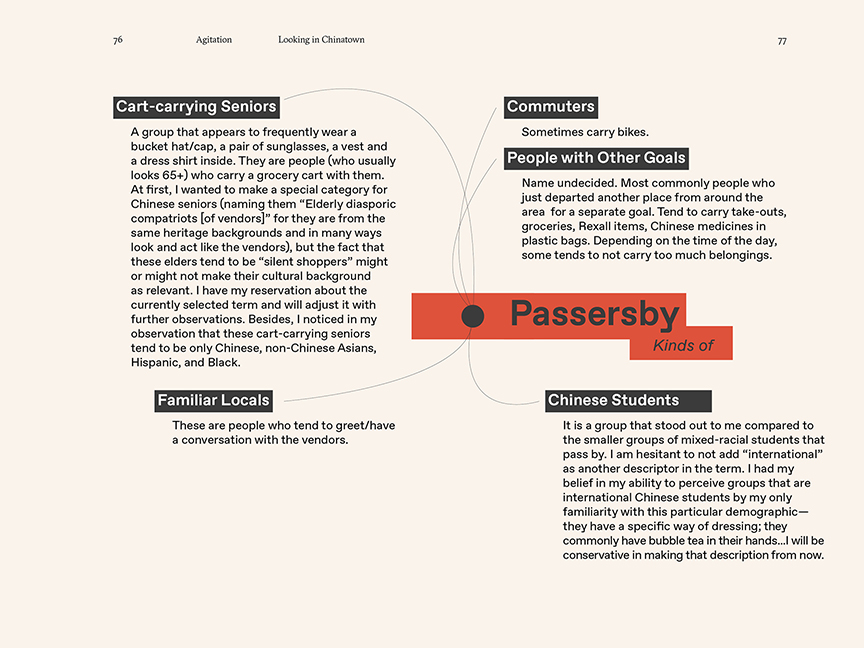 76
Agitation
Looking in Chinatown
77
Cart-carrying Seniors
A group that appears to frequently wear a
bucket hat/cap, a pair of sunglasses, a vest and
a dress shirt inside. They are people (who usually
looks 65+) who carry a grocery cart with them.
At first, I wanted to make a special category for
Chinese seniors (naming them “Elderly diasporic
compatriots [of vendors]” for they are from the
same heritage backgrounds and in many ways
look and act like the vendors), but the fact that
these elders tend to be “silent shoppers” might
or might not make their cultural background
as relevant. I have my reservation about the
currently selected term and will adjust it with
further observations. Besides, I noticed in my
observation that these cart-carrying seniors
tend to be only Chinese, non-Chinese Asians,
Hispanic, and Black.
Familiar Locals
These are people who tend to greet/have
a conversation with the vendors.
Commuters
Sometimes carry bikes.
People with Other Goals
Name undecided. Most commonly people who
just departed another place from around the
area for a separate goal. Tend to carry take-outs,
groceries, Rexall items, Chinese medicines in
plastic bags. Depending on the time of the day,
some tends to not carry too much belongings.
Passersby
Kinds of
Chinese Students
It is a group that stood out to me compared to
the smaller groups of mixed-racial students that
pass by. I am hesitant to not add “international”
as another descriptor in the term. I had my
belief in my ability to perceive groups that are
international Chinese students by my only
familiarity with this particular demographic—
they have a specific way of dressing; they
commonly have bubble tea in their hands...I will be
conservative in making that description from now.